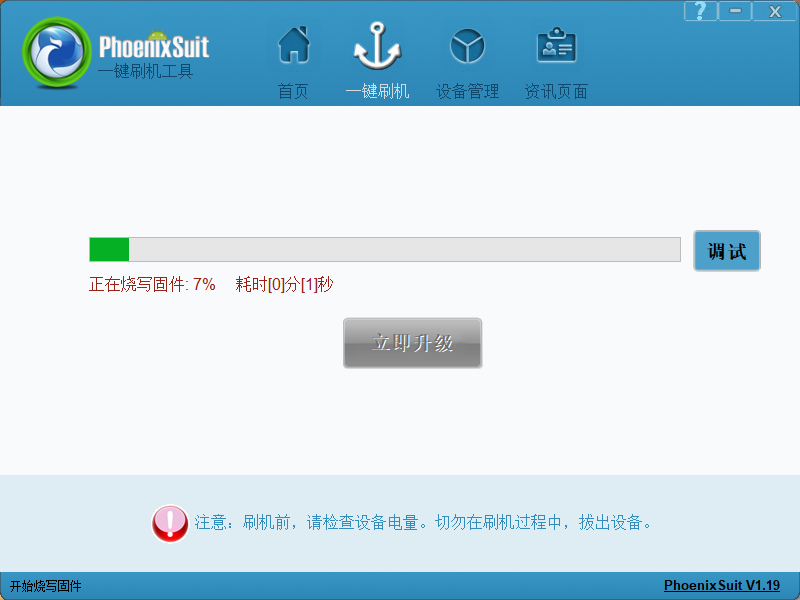 ? − X
PhoenixSuit
一键刷机工具
首页 一键刷机 设备管理 资讯页面
调试
正在烧写固件: 7% 耗时[0]分[1]秒
立即升级
注意：刷机前，请检查设备电量。切勿在刷机过程中，拔出设备。
开始烧写固件 PhoenixSuit V1.19